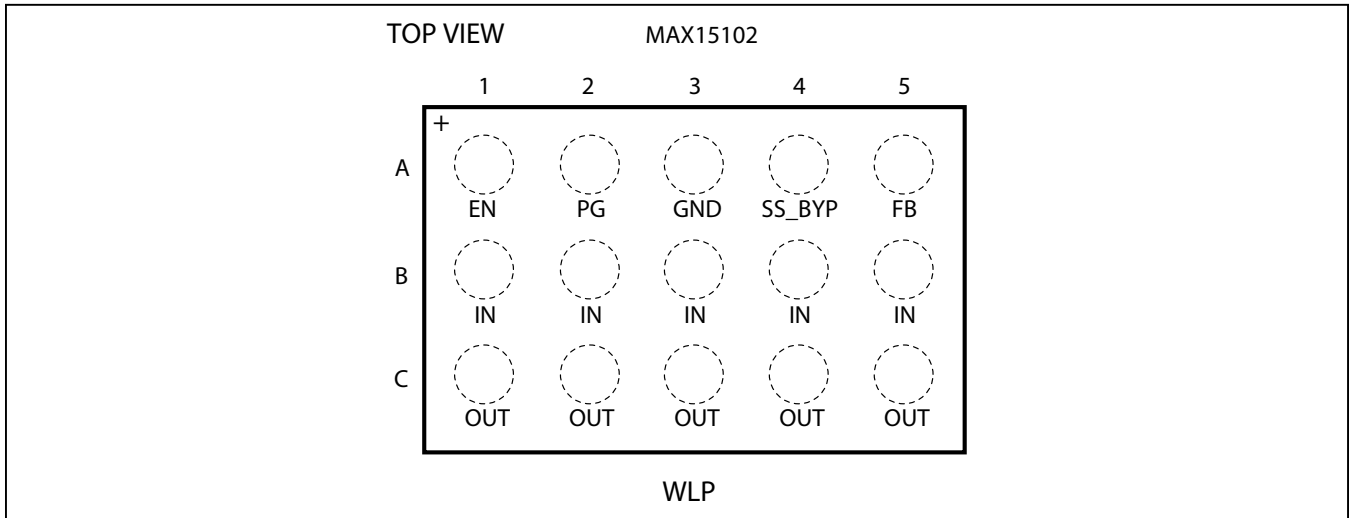 TOP VIEW MAX15102
1 2 3 4 5
+
A
EN PG GND SS_BYP FB
B
IN IN IN IN IN
C
OUT OUT OUT OUT OUT
WLP